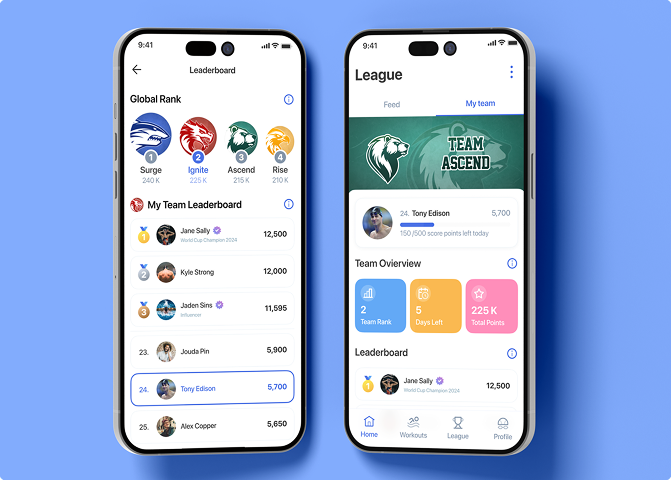 9:41
Leaderboard
Global Rank
1
2
3
4
Surge
Ignite
Ascend
Rise
240 K
225 K
215 K
210 K
My Team Leaderboard
1
Jane Sally
World Cup Champion 2024
12,500
2
Kyle Strong
12,000
3
Jaden Sins
Influencer
11,595
23.
Jouda Pin
5,900
24.
Tony Edison
5,700
25.
Alex Copper
5,650
9:41
League
Feed
My team
TEAM
ASCEND
24. Tony Edison
5,700
150/500 score points left today
Team Overview
2
Team Rank
5
Days Left
225 K
Total Points
Leaderboard
1
Jane Sally
World Cup Champion 2024
12,500
Home
Workouts
League
Profile